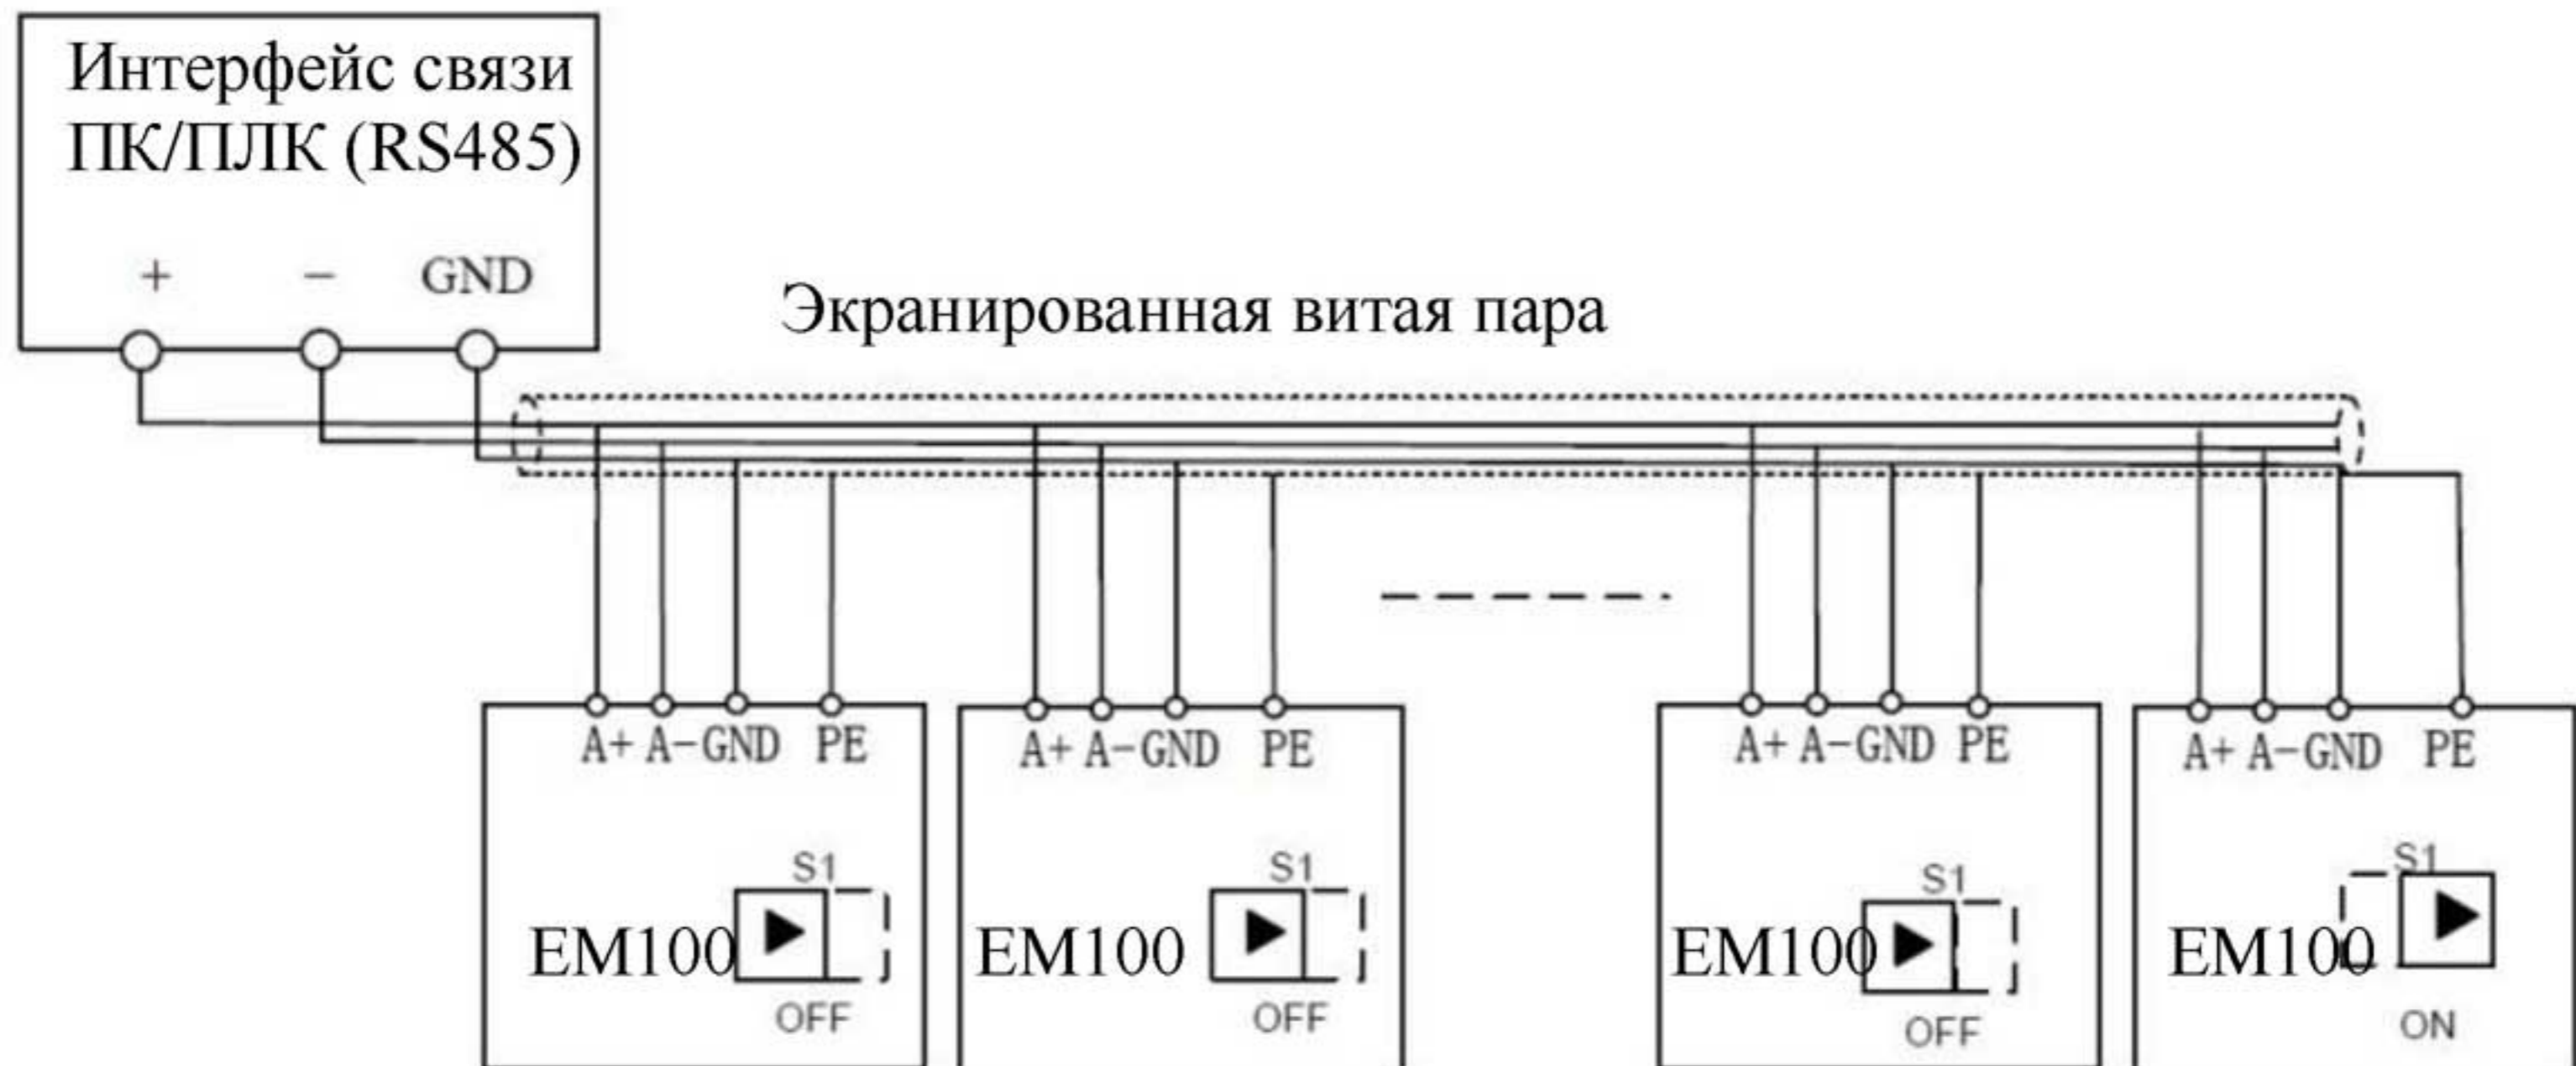 Интерфейс связи
ПК/ПЛК (RS485)
+ − GND
Экранированная витая пара
A+ A− GND PE
A+ A− GND PE
A+ A− GND PE
A+ A− GND PE
S1
S1
S1
S1
EM100
EM100
EM100
EM100
OFF
OFF
OFF
ON